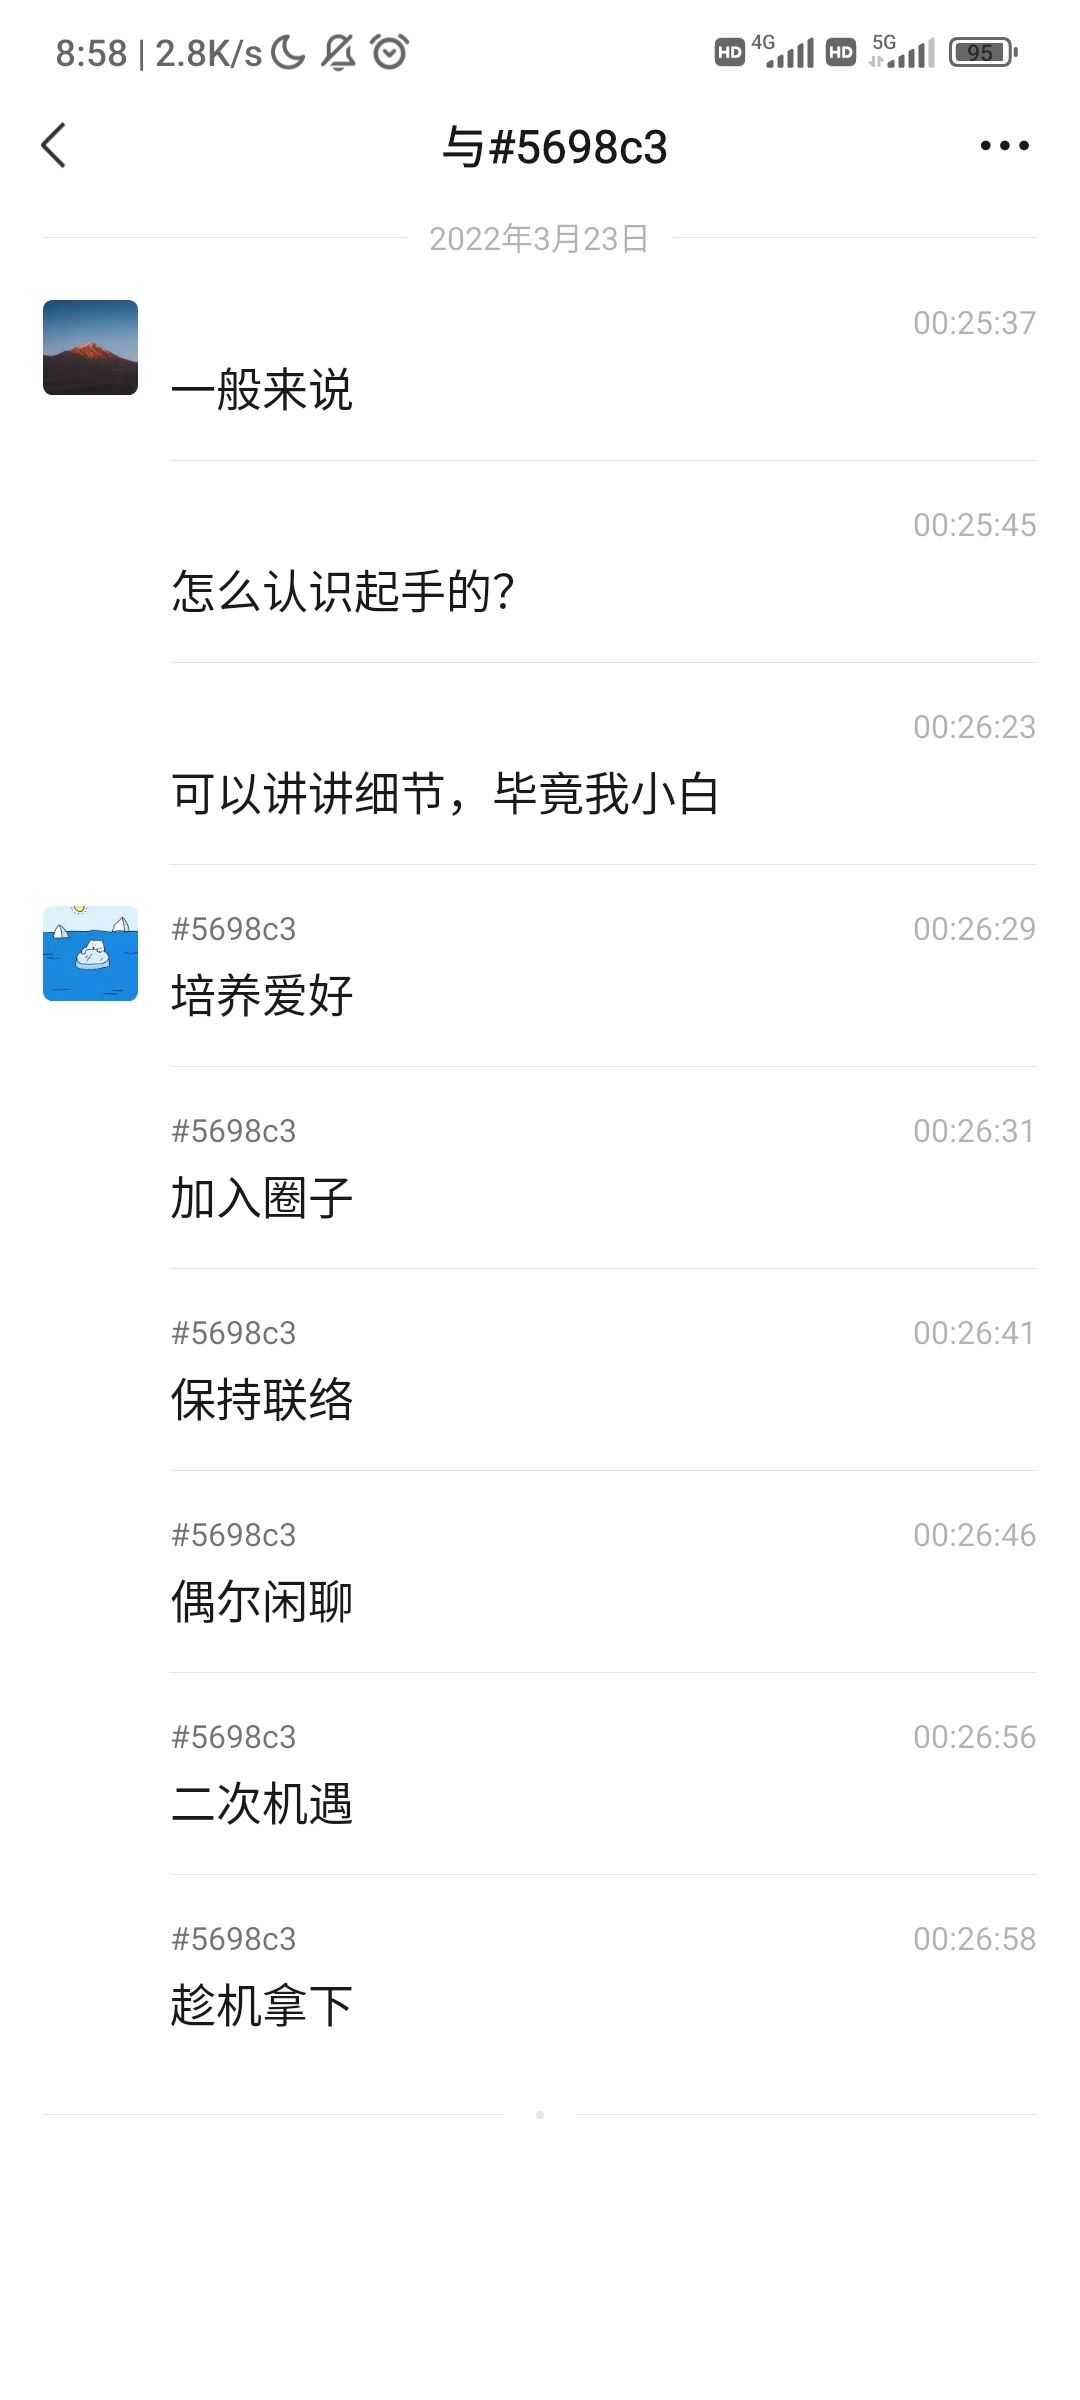 8:58 | 2.8K/s HD 4G HD 5G 95
与#5698c3
2022年3月23日
00:25:37
一般来说
00:25:45
怎么认识起手的?
00:26:23
可以讲讲细节，毕竟我小白
#5698c3 00:26:29
培养爱好
#5698c3 00:26:31
加入圈子
#5698c3 00:26:41
保持联络
#5698c3 00:26:46
偶尔闲聊
#5698c3 00:26:56
二次机遇
#5698c3 00:26:58
趁机拿下